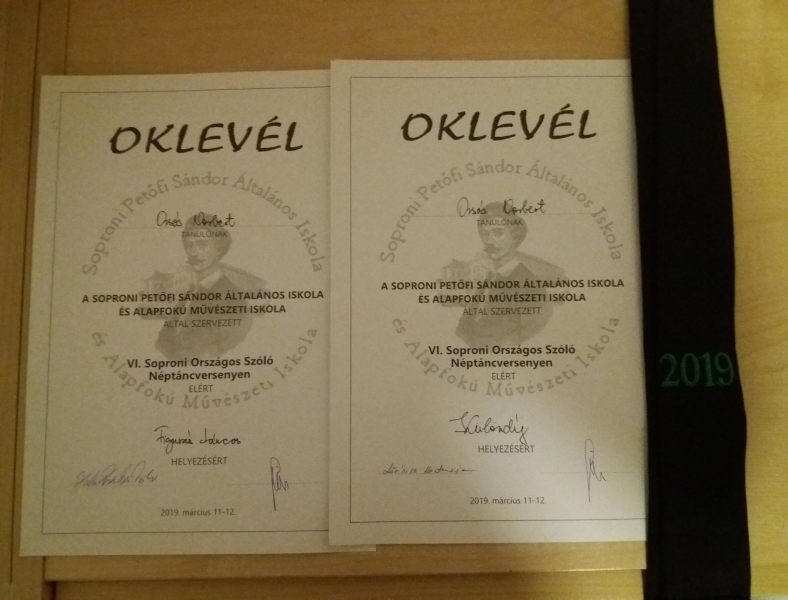 OKLEVÉL
Soproni Petőfi Sándor Általános Iskola
Norbert
TANULÓNAK
A SOPRONI PETŐFI SÁNDOR ÁLTALÁNOS ISKOLA
ÉS ALAPFOKÚ MŰVÉSZETI ISKOLA
ÁLTAL SZERVEZETT
VI. Soproni Országos Szóló
Néptáncversenyen
ELÉRT
és Alapfokú Művészeti Iskola
Táncos
HELYEZÉSÉRT
2019. március 11-12.
OKLEVÉL
Soproni Petőfi Sándor Általános Iskola
Norbert
TANULÓNAK
A SOPRONI PETŐFI SÁNDOR ÁLTALÁNOS ISKOLA
ÉS ALAPFOKÚ MŰVÉSZETI ISKOLA
ÁLTAL SZERVEZETT
VI. Soproni Országos Szóló
Néptáncversenyen
ELÉRT
és Alapfokú Művészeti Iskola
Különdíj
HELYEZÉSÉRT
2019. március 11-12.
2019